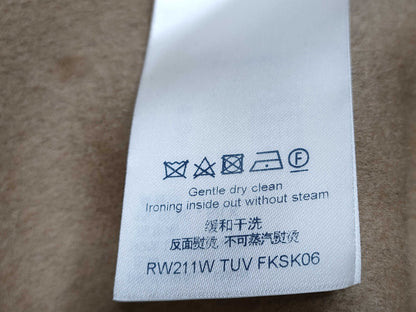 F
Gentle dry clean
Ironing inside out without steam
缓和干洗
反面熨烫 不可蒸汽熨烫
RW211W TUV FKSK06